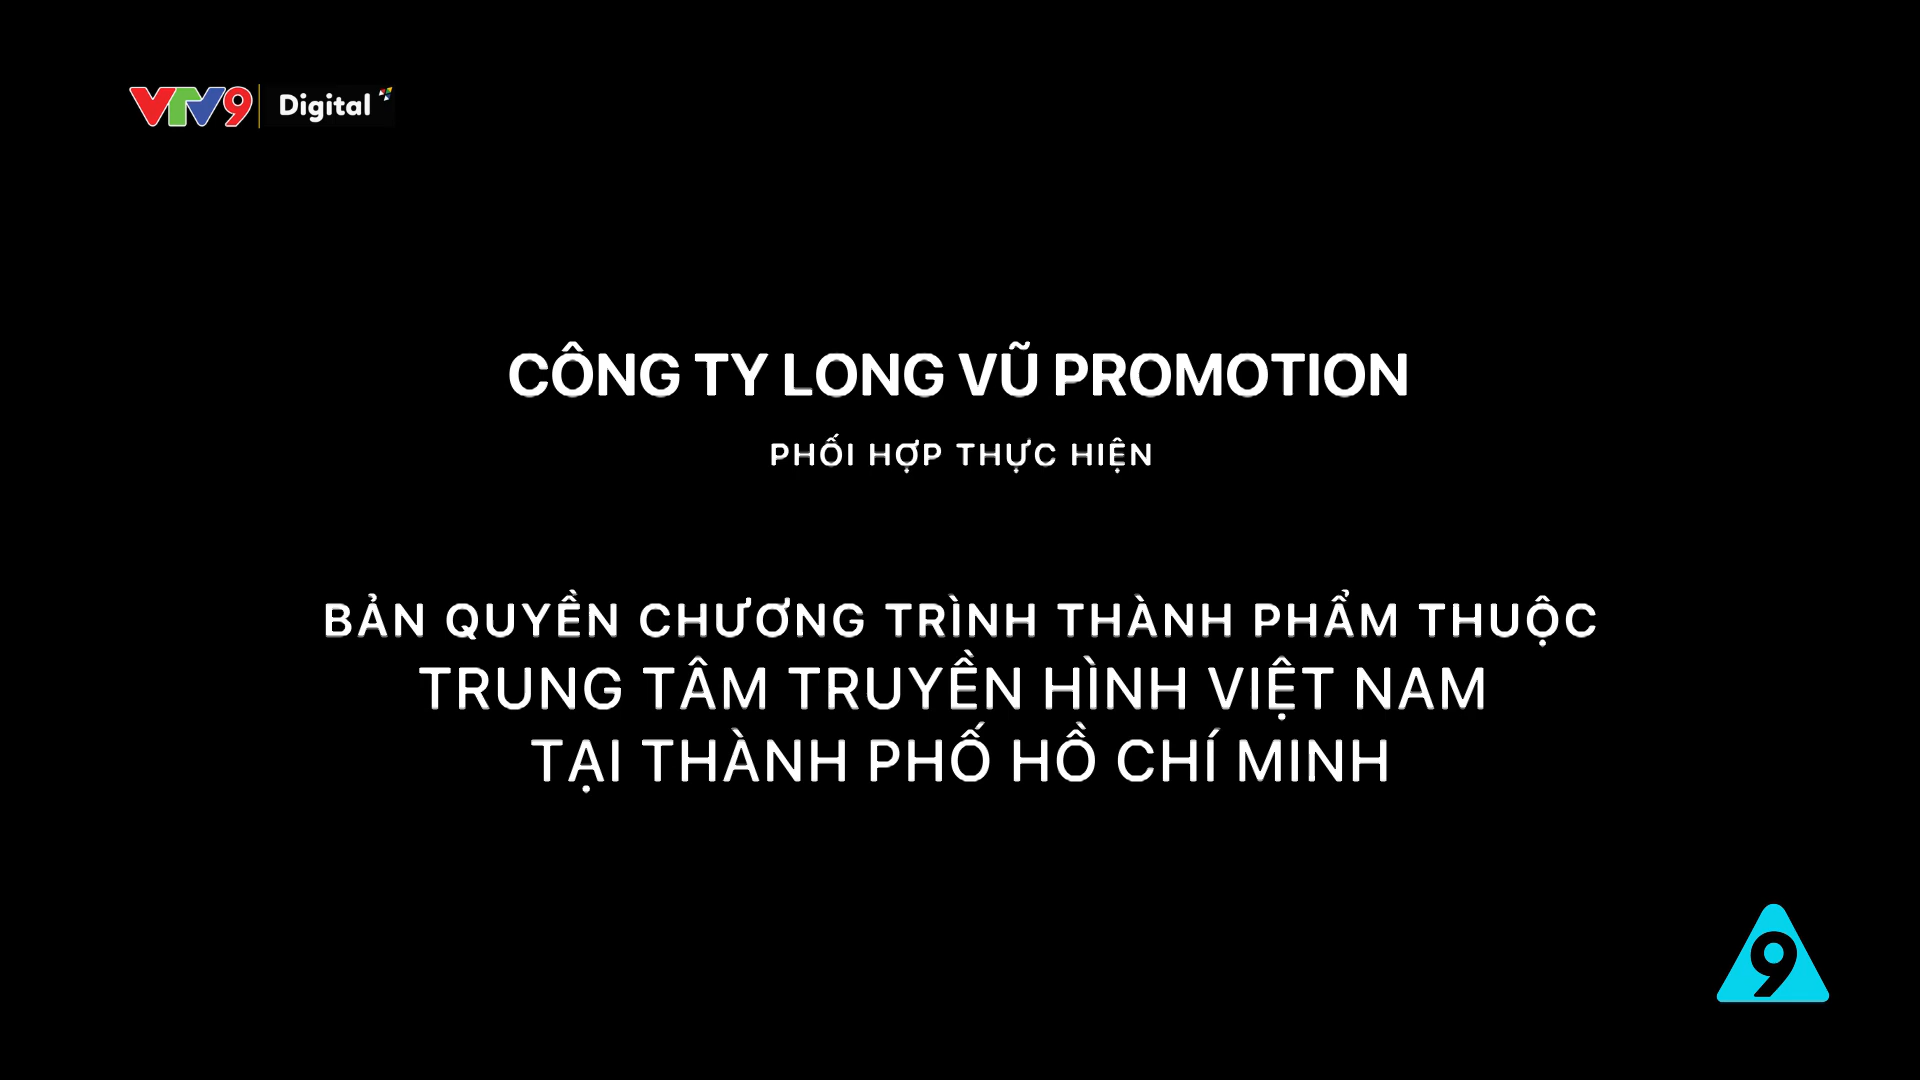 VTV9 Digital
CÔNG TY LONG VŨ PROMOTION
PHỐI HỢP THỰC HIỆN
BẢN QUYỀN CHƯƠNG TRÌNH THÀNH PHẨM THUỘC
TRUNG TÂM TRUYỀN HÌNH VIỆT NAM
TẠI THÀNH PHỐ HỒ CHÍ MINH
9